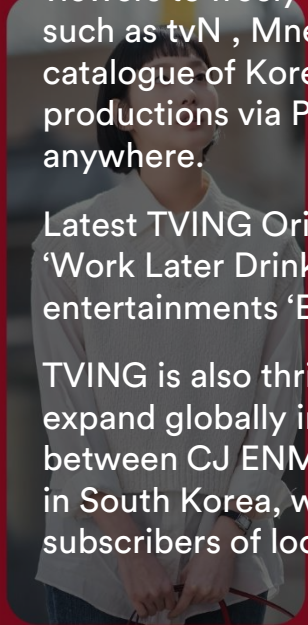 such as tvN , Mne
catalogue of Kore
productions via P
anywhere.
Latest TVING Ori
‘Work Later Drink
entertainments ‘E
TVING is also thri
expand globally i
between CJ ENM
in South Korea, w
subscribers of loc